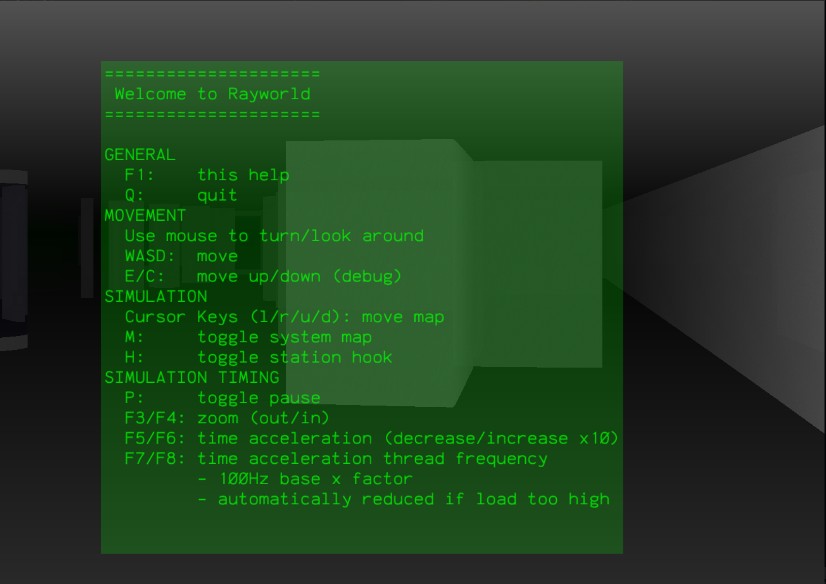 =====================
Welcome to Rayworld
=====================
GENERAL
F1: this help
Q: quit
MOVEMENT
Use mouse to turn/look around
WASD: move
E/C: move up/down (debug)
SIMULATION
Cursor Keys (l/r/u/d): move map
M: toggle system map
H: toggle station hook
SIMULATION TIMING
P: toggle pause
F3/F4: zoom (out/in)
F5/F6: time acceleration (decrease/increase x10)
F7/F8: time acceleration thread frequency
- 100Hz base x factor
- automatically reduced if load too high